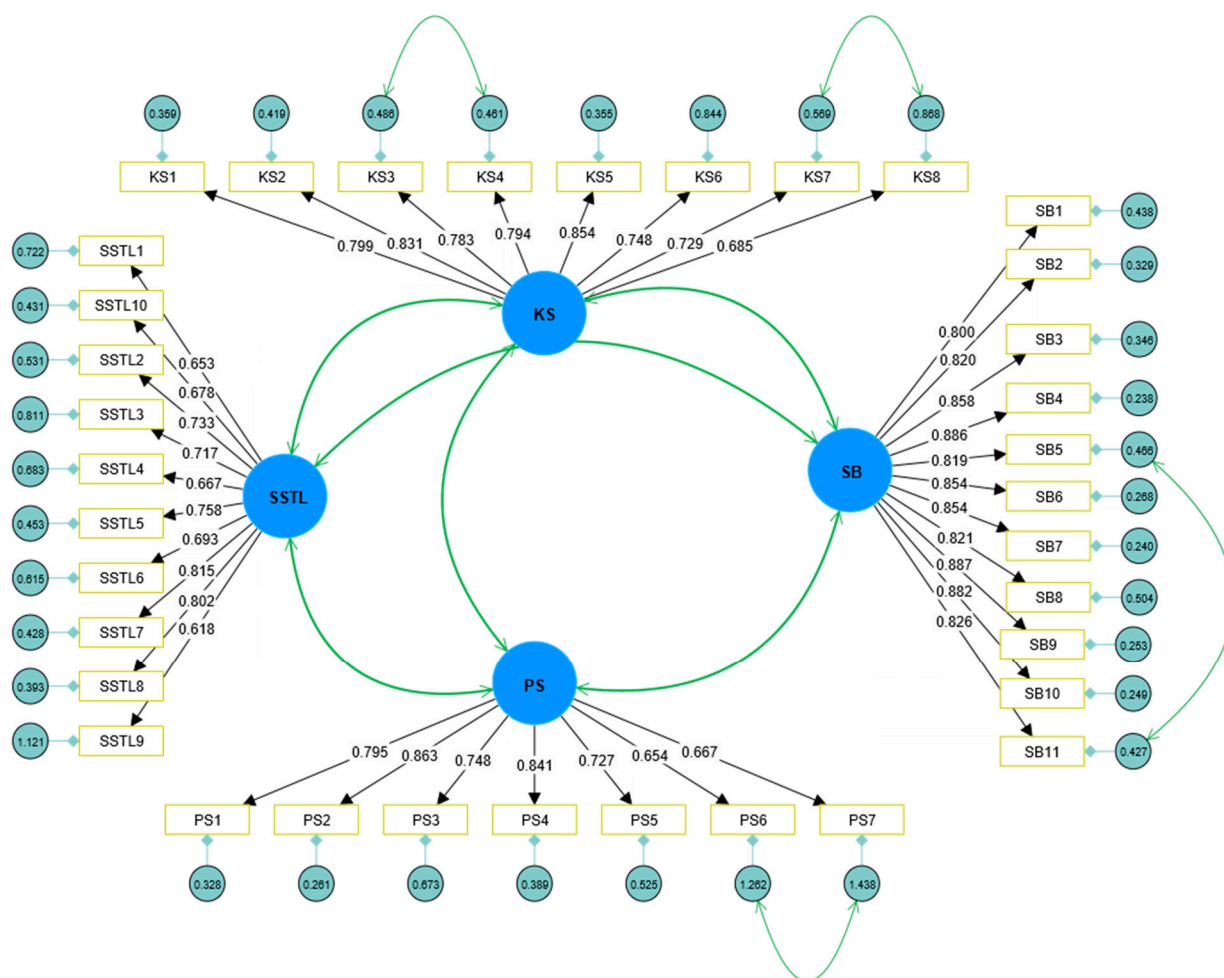 0.359 0.419 0.486 0.461 0.355 0.844 0.569 0.868
KS1 KS2 KS3 KS4 KS5 KS6 KS7 KS8
0.799 0.831 0.783 0.794 0.854 0.748 0.729 0.685
KS
0.722 SSTL1
0.431 SSTL10
0.531 SSTL2
0.811 SSTL3
0.683 SSTL4
0.453 SSTL5
0.615 SSTL6
0.428 SSTL7
0.393 SSTL8
1.121 SSTL9
0.653
0.678
0.733
0.717
0.667
0.758
0.693
0.815
0.802
0.618
SSTL
SB
0.800
0.820
0.858
0.886
0.819
0.854
0.854
0.821
0.887
0.882
0.826
SB1 0.438
SB2 0.329
SB3 0.346
SB4 0.238
SB5 0.466
SB6 0.268
SB7 0.240
SB8 0.504
SB9 0.253
SB10 0.249
SB11 0.427
PS
0.795 0.863 0.748 0.841 0.727 0.654 0.667
PS1 PS2 PS3 PS4 PS5 PS6 PS7
0.328 0.261 0.673 0.389 0.525 1.262 1.438